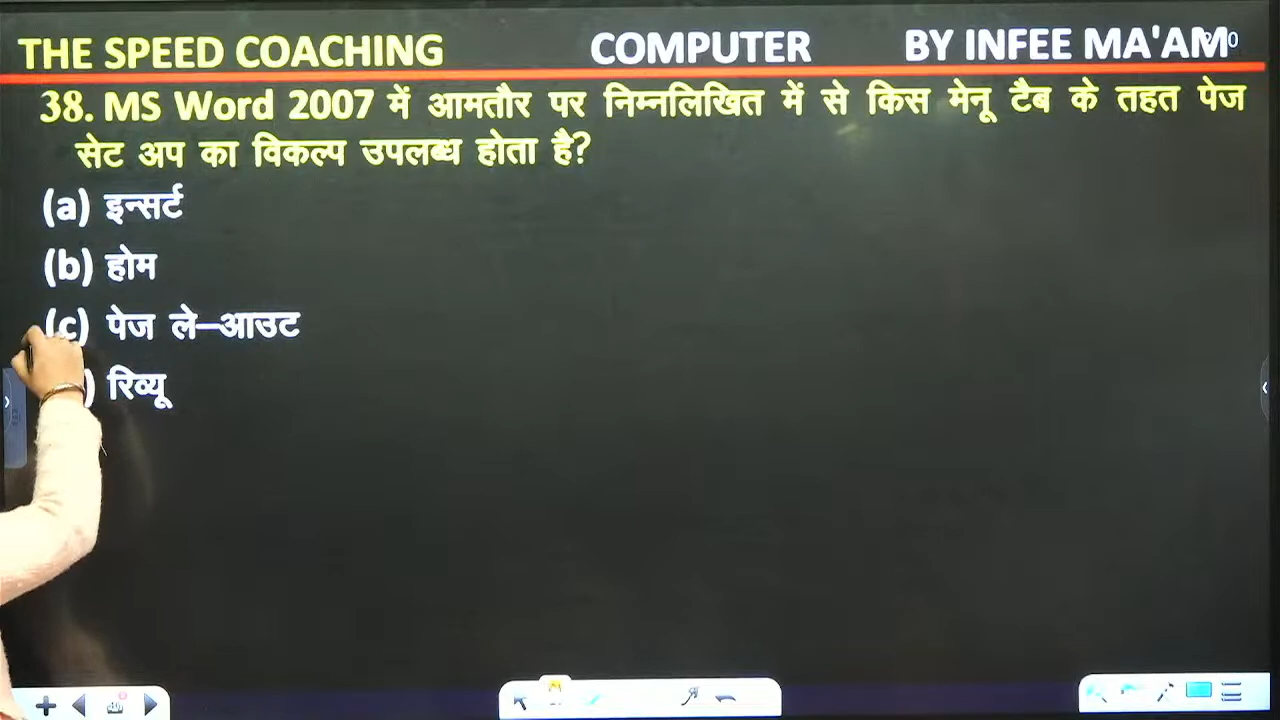 THE SPEED COACHING COMPUTER BY INFEE MA'AM
38. MS Word 2007 में आमतौर पर निम्नलिखित में से किस मेनू टैब के तहत पेज
सेट अप का विकल्प उपलब्ध होता है?
(a) इन्सर्ट
(b) होम
(c) पेज ले–आउट
) रिव्यू